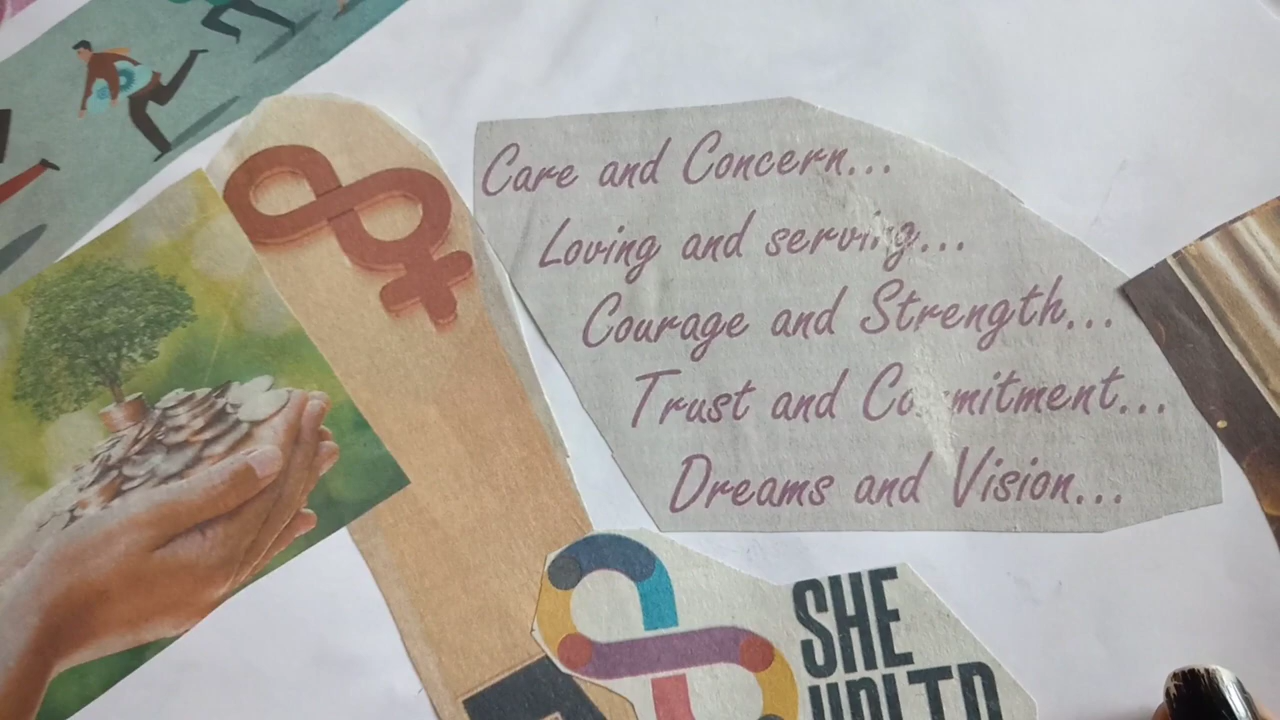 Care and Concern...
Loving and serving...
Courage and Strength...
Trust and Commitment...
Dreams and Vision...
SHE